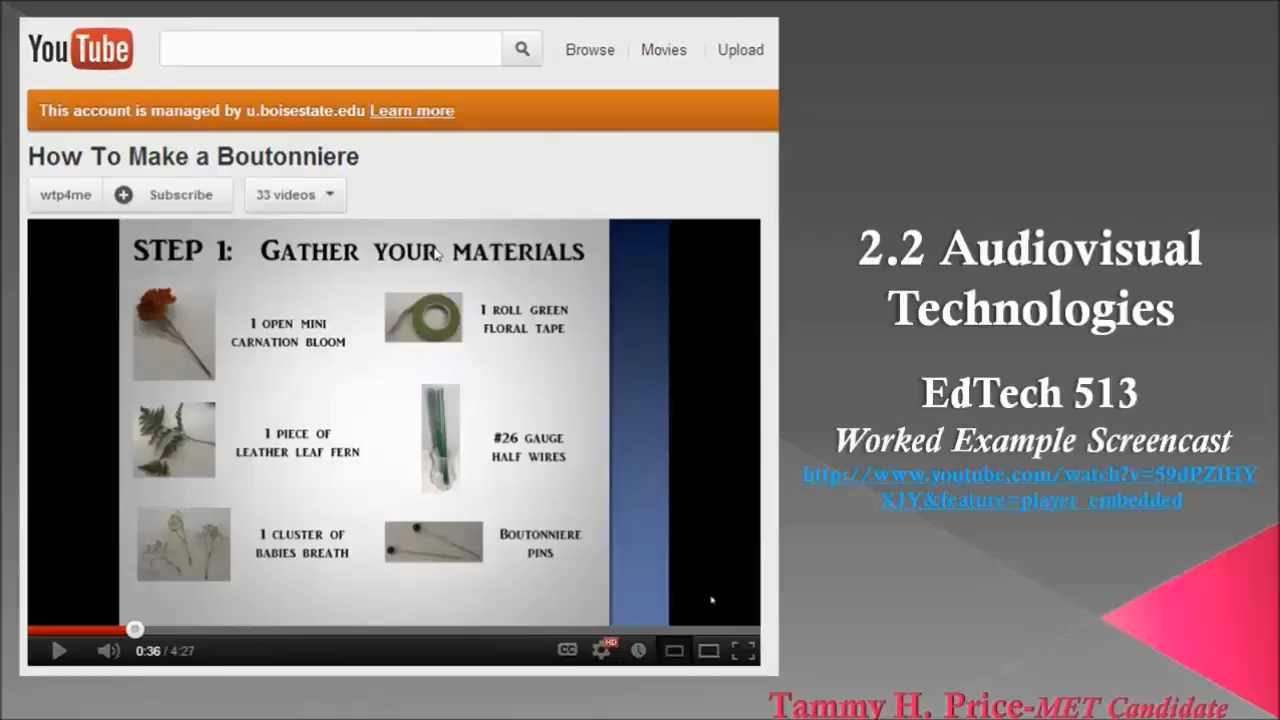 YouTube
Browse
Movies
Upload
This account is managed by u.boisestate.edu Learn more
How To Make a Boutonniere
wtp4me
Subscribe
33 videos
STEP 1: GATHER YOUR MATERIALS
1 OPEN MINI
CARNATION BLOOM
1 ROLL GREEN
FLORAL TAPE
1 PIECE OF
LEATHER LEAF FERN
#26 GAUGE
HALF WIRES
1 CLUSTER OF
BABIES BREATH
BOUTONNIERE
PINS
0:36 / 4:27
CC
HD
2.2 Audiovisual
Technologies
EdTech 513
Worked Example Screencast
http://www.youtube.com/watch?v=59dPZIHY
XJY&feature=player_embedded
Tammy H. Price-MET Candidate